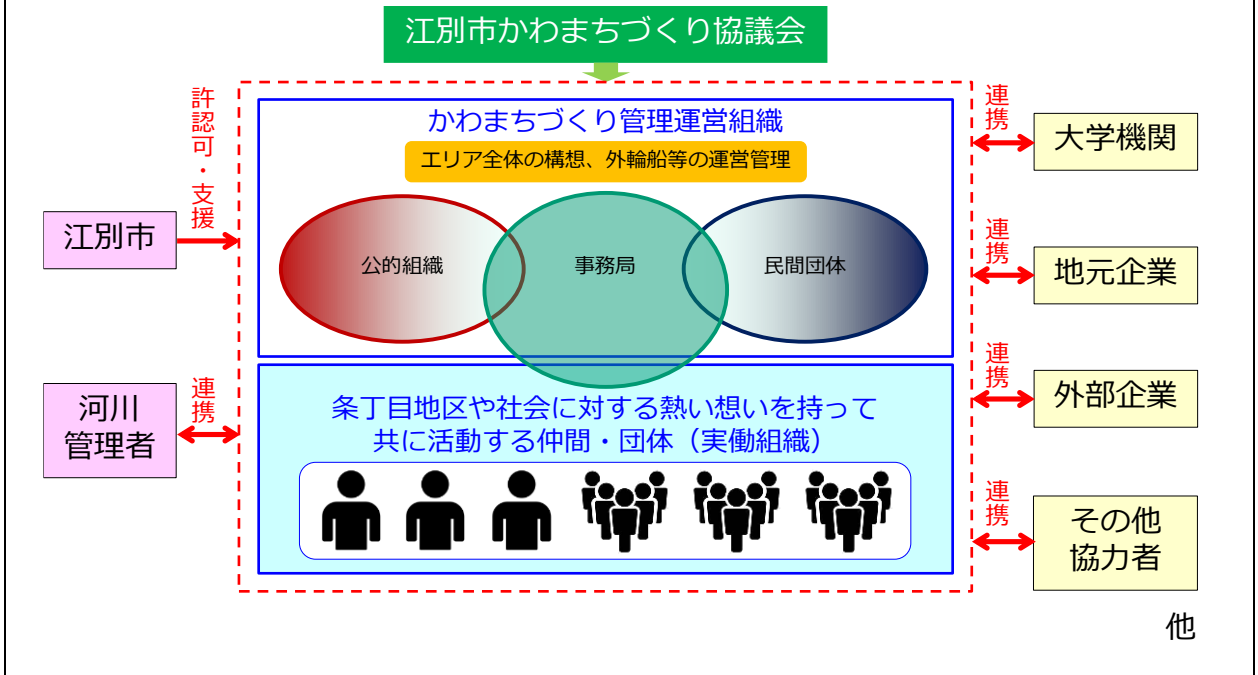 江別市かわまちづくり協議会
許認可・支援
江別市
連携
河川
管理者
かわまちづくり管理運営組織
エリア全体の構想、外輪船等の運営管理
公的組織
事務局
民間団体
条丁目地区や社会に対する熱い想いを持って
共に活動する仲間・団体（実働組織）
連携
大学機関
連携
地元企業
連携
外部企業
連携
その他
協力者
他